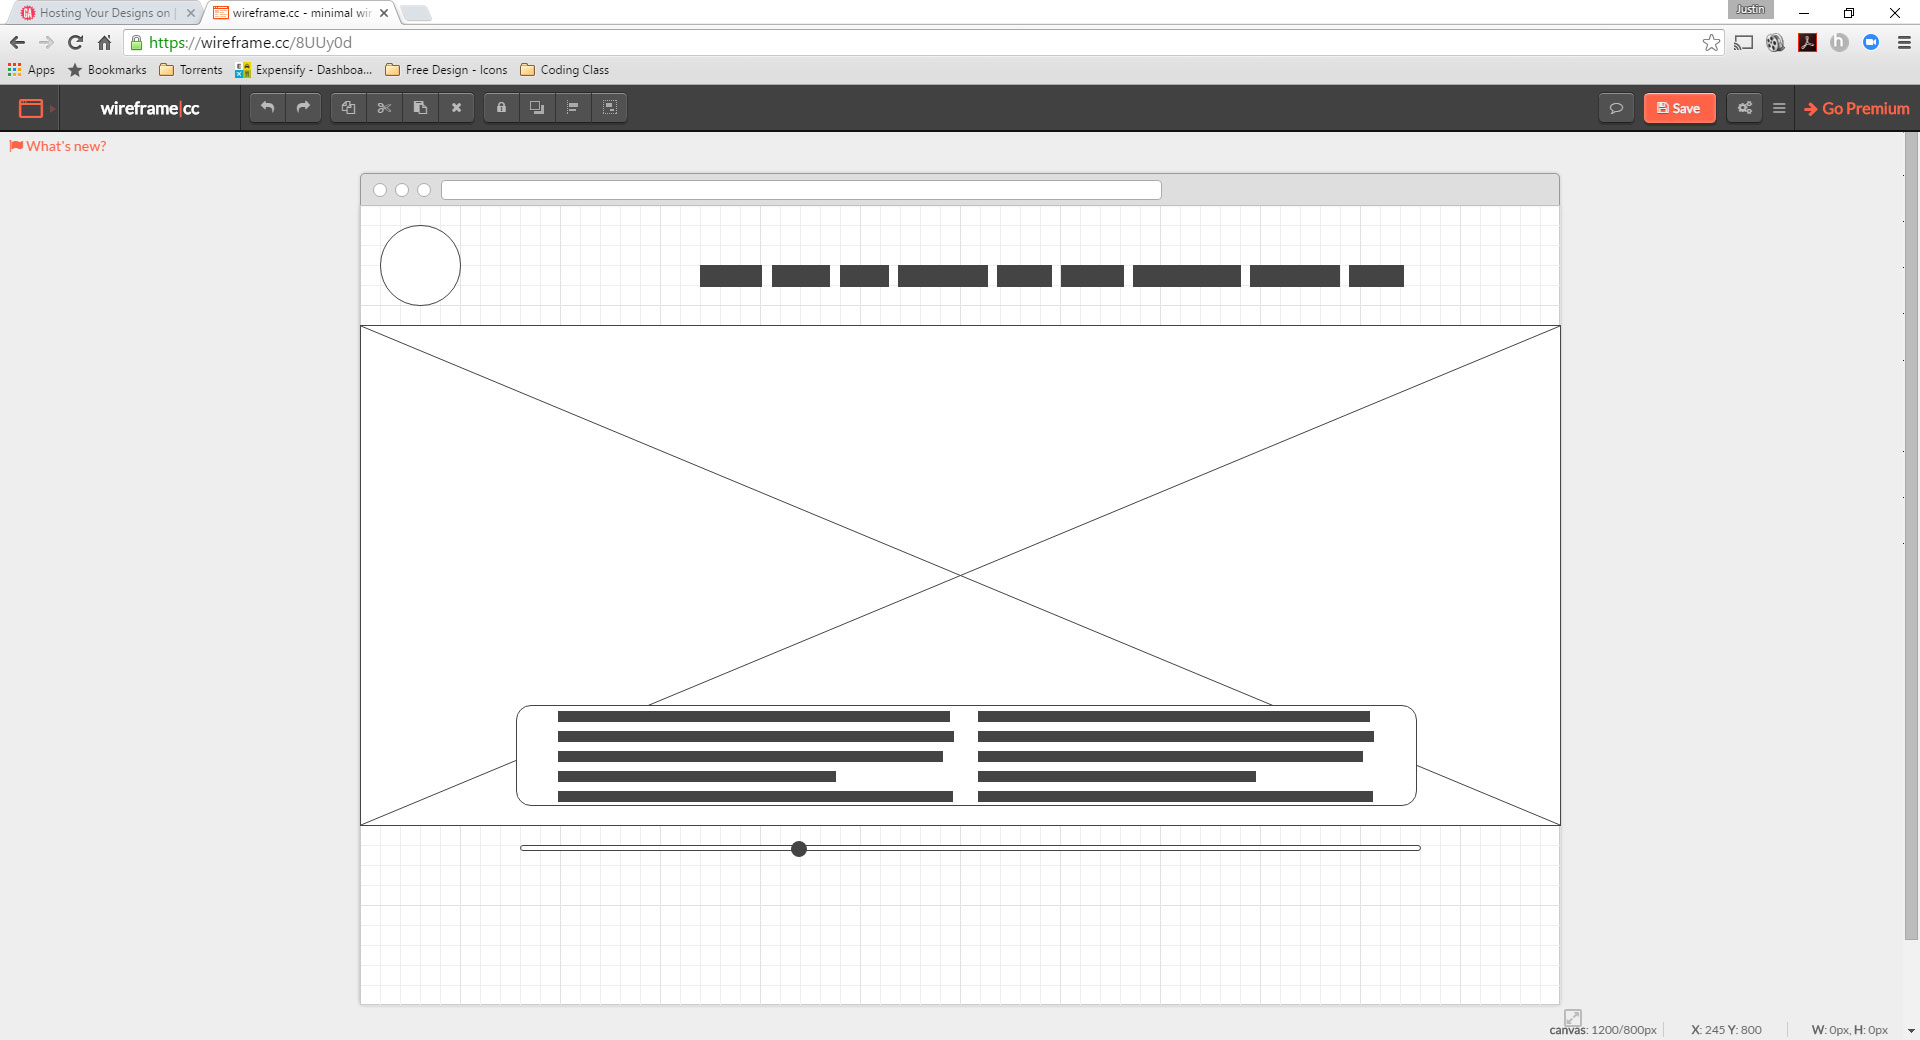 Hosting Your Designs on
wireframe.cc - minimal wir
Justin
https://wireframe.cc/8UUy0d
Apps
Bookmarks
Torrents
Expensify - Dashboa...
Free Design - Icons
Coding Class
wireframe|cc
Save
Go Premium
What's new?
canvas: 1200/800px
X: 245 Y: 800
W: 0px, H: 0px